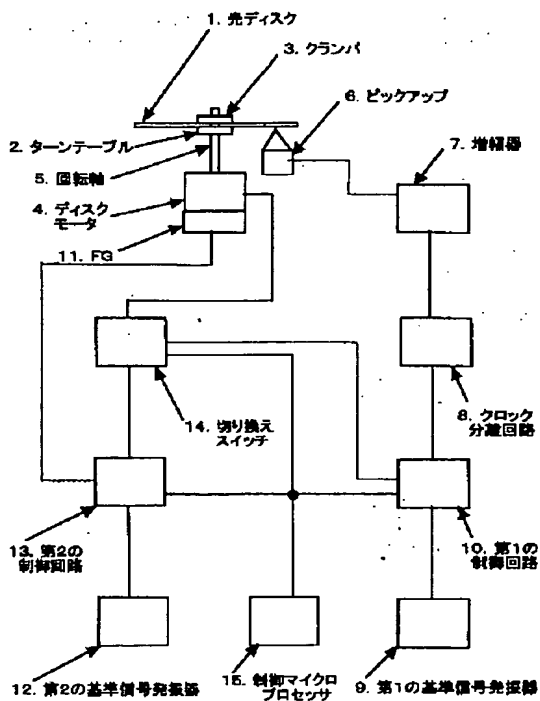 1. 光ディスク
3. クランパ
6. ピックアップ
2. ターンテーブル
7. 増幅器
5. 回転軸
4. ディスク
モータ
11. FG
14. 切り換え
スイッチ
8. クロック
分離回路
13. 第2の
制御回路
10. 第1の
制御回路
12. 第2の基準信号発振器
15. 制御マイクロ
プロセッサ
9. 第1の基準信号発振器